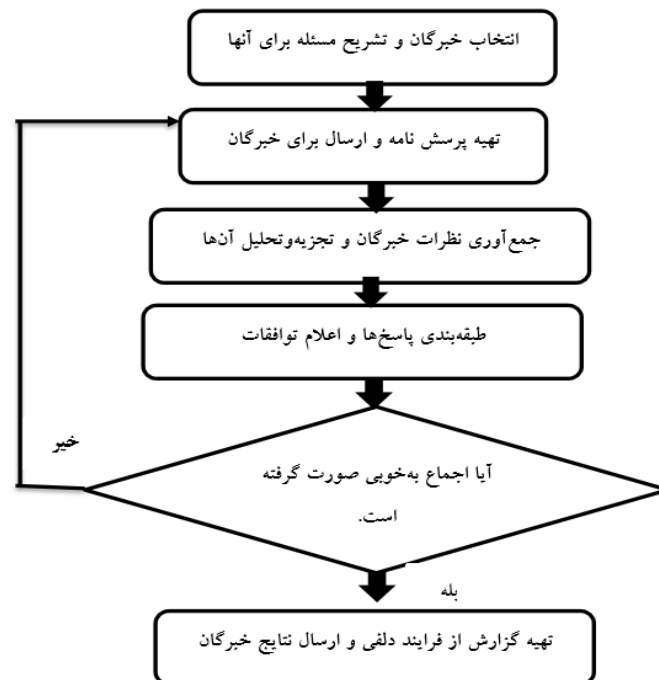 انتخاب خبرگان و تشریح مسئله برای آنها
تهیه پرسش نامه و ارسال برای خبرگان
جمع‌آوری نظرات خبرگان و تجزیه‌وتحلیل آن‌ها
طبقه‌بندی پاسخ‌ها و اعلام توافقات
خیر
آیا اجماع به‌خوبی صورت گرفته
است.
بله
تهیه گزارش از فرایند دلفی و ارسال نتایج خبرگان